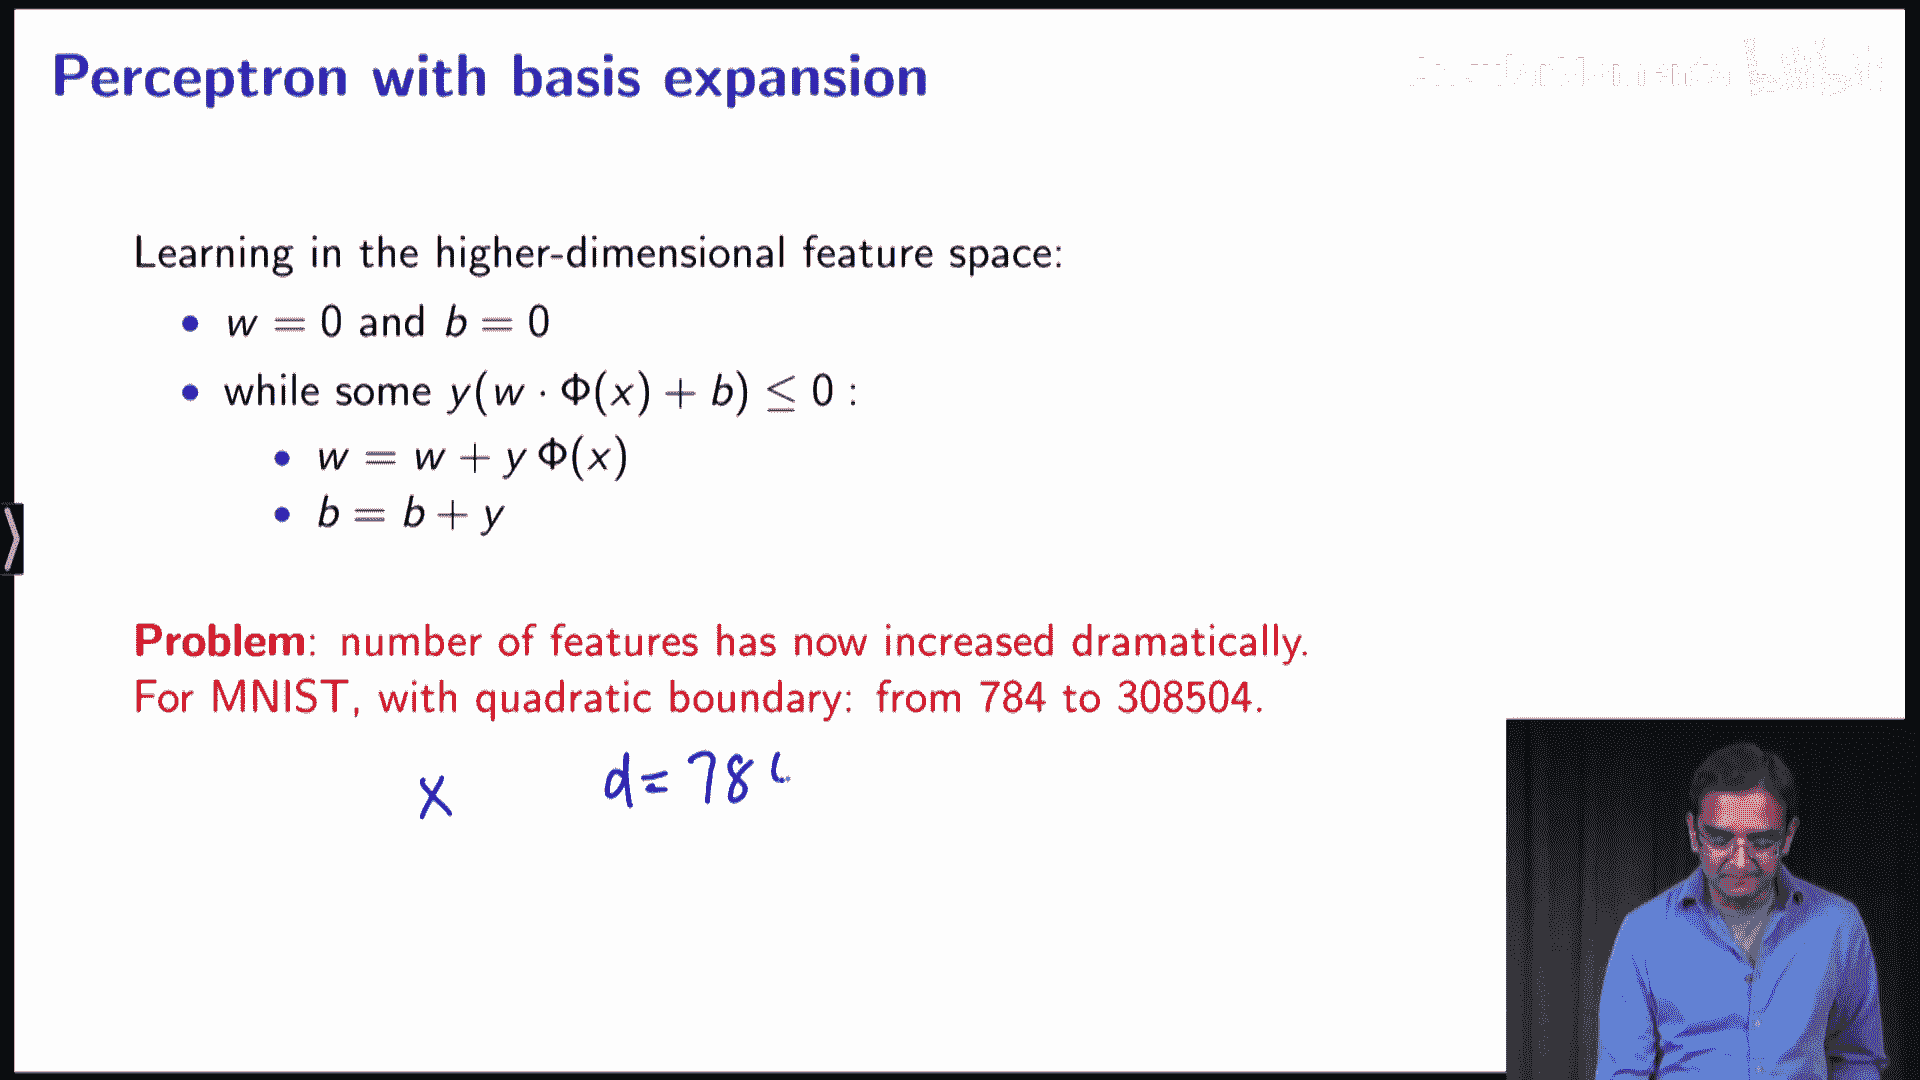 Perceptron with basis expansion
Learning in the higher-dimensional feature space:
• w = 0 and b = 0
• while some y(w · Φ(x) + b) ≤ 0 :
• w = w + y Φ(x)
• b = b + y
Problem: number of features has now increased dramatically.
For MNIST, with quadratic boundary: from 784 to 308504.
x d = 78